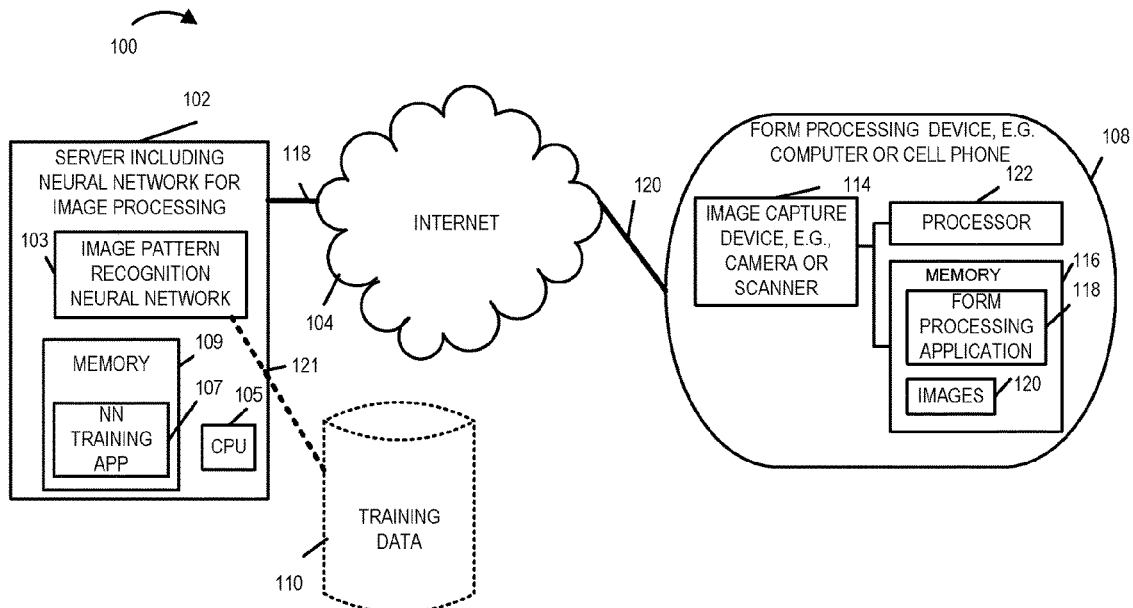 100
102
SERVER INCLUDING
NEURAL NETWORK FOR
IMAGE PROCESSING
103
IMAGE PATTERN
RECOGNITION
NEURAL NETWORK
MEMORY
109
107
NN
TRAINING
APP
105
CPU
118
INTERNET
104
121
TRAINING
DATA
110
120
FORM PROCESSING DEVICE, E.G.
COMPUTER OR CELL PHONE
108
114
IMAGE CAPTURE
DEVICE, E.G.,
CAMERA OR
SCANNER
122
PROCESSOR
MEMORY
116
118
FORM
PROCESSING
APPLICATION
IMAGES
120